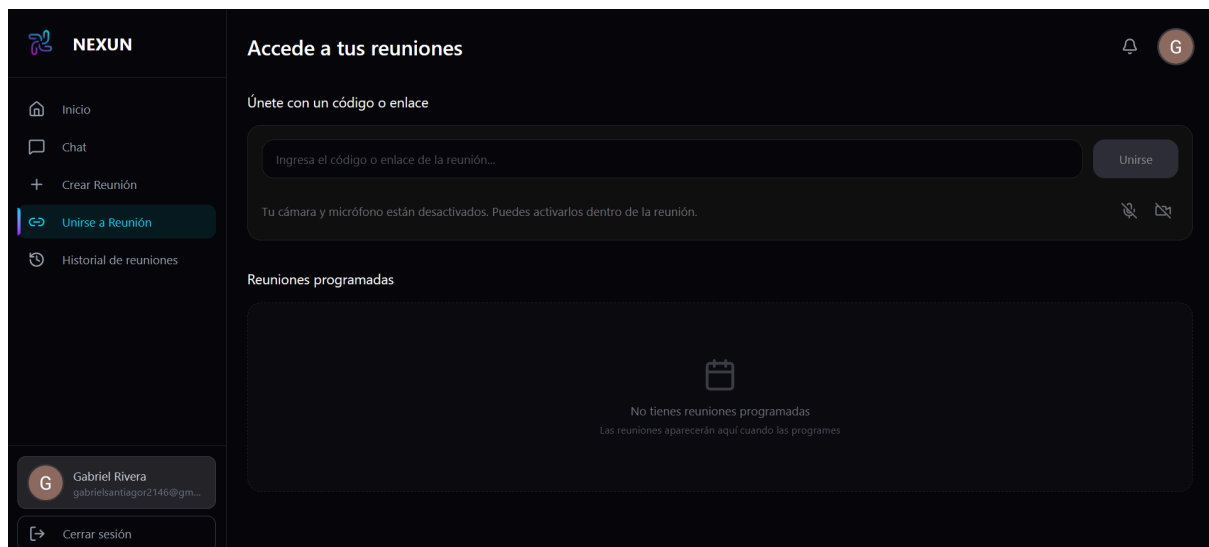 NEXUN
Inicio
Chat
Crear Reunión
Unirse a Reunión
Historial de reuniones
G
Gabriel Rivera
gabrielsantiagor2146@gm...
Cerrar sesión
Accede a tus reuniones
G
Únete con un código o enlace
Ingresa el código o enlace de la reunión...
Unirse
Tu cámara y micrófono están desactivados. Puedes activarlos dentro de la reunión.
Reuniones programadas
No tienes reuniones programadas
Las reuniones aparecerán aquí cuando las programes